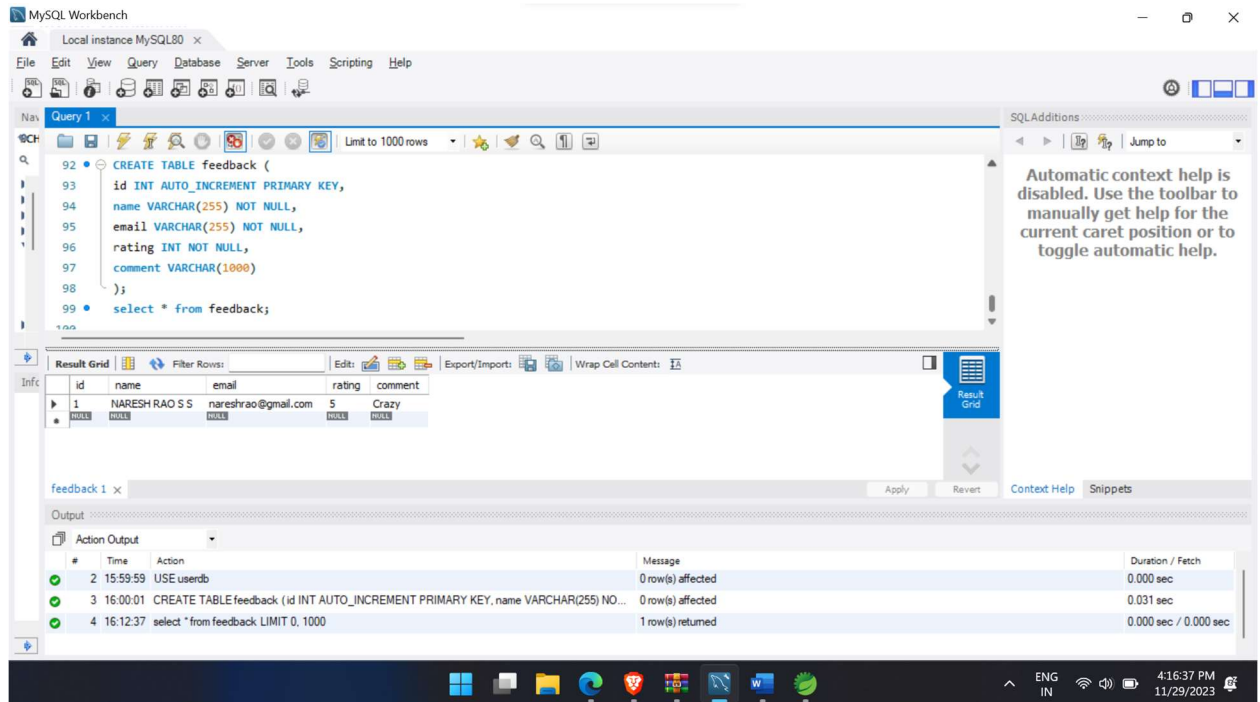 MySQL Workbench
Local instance MySQL80
File Edit View Query Database Server Tools Scripting Help
Nav Query 1 SQLAdditions
SCH Limit to 1000 rows Jump to
92 CREATE TABLE feedback (
93 id INT AUTO_INCREMENT PRIMARY KEY,
94 name VARCHAR(255) NOT NULL,
95 email VARCHAR(255) NOT NULL,
96 rating INT NOT NULL,
97 comment VARCHAR(1000)
98 );
99 select * from feedback;
100
Automatic context help is
disabled. Use the toolbar to
manually get help for the
current caret position or to
toggle automatic help.
Result Grid Filter Rows: Edit: Export/Import: Wrap Cell Content:
Info
id name email rating comment
1 NARESH RAO S S nareshrao@gmail.com 5 Crazy
NULL NULL NULL NULL NULL
Result
Grid
feedback 1 Apply Revert Context Help Snippets
Output
Action Output
# Time Action Message Duration / Fetch
2 15:59:59 USE userdb 0 row(s) affected 0.000 sec
3 16:00:01 CREATE TABLE feedback ( id INT AUTO_INCREMENT PRIMARY KEY, name VARCHAR(255) NO... 0 row(s) affected 0.031 sec
4 16:12:37 select * from feedback LIMIT 0, 1000 1 row(s) returned 0.000 sec / 0.000 sec
ENG
IN
4:16:37 PM
11/29/2023